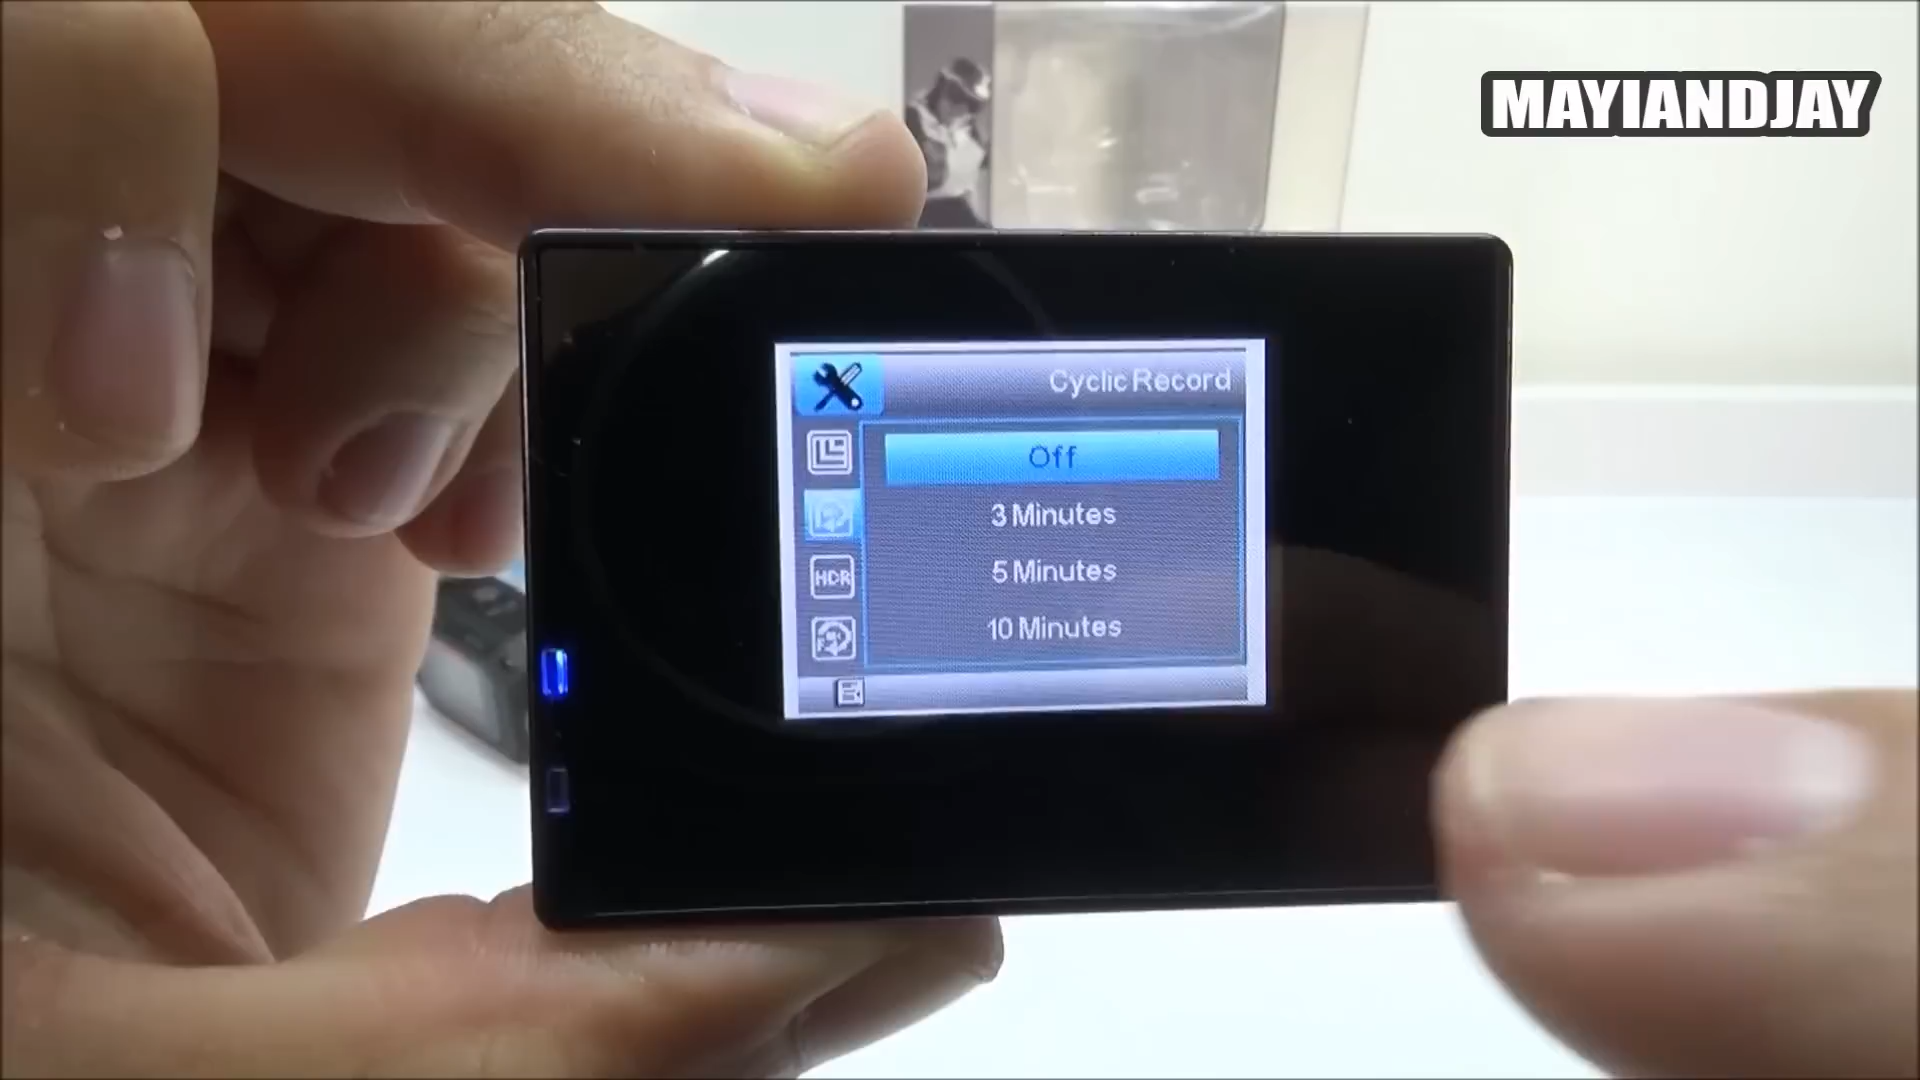 MAYIANDJAY
Cyclic Record
Off
3 Minutes
5 Minutes
HDR
10 Minutes